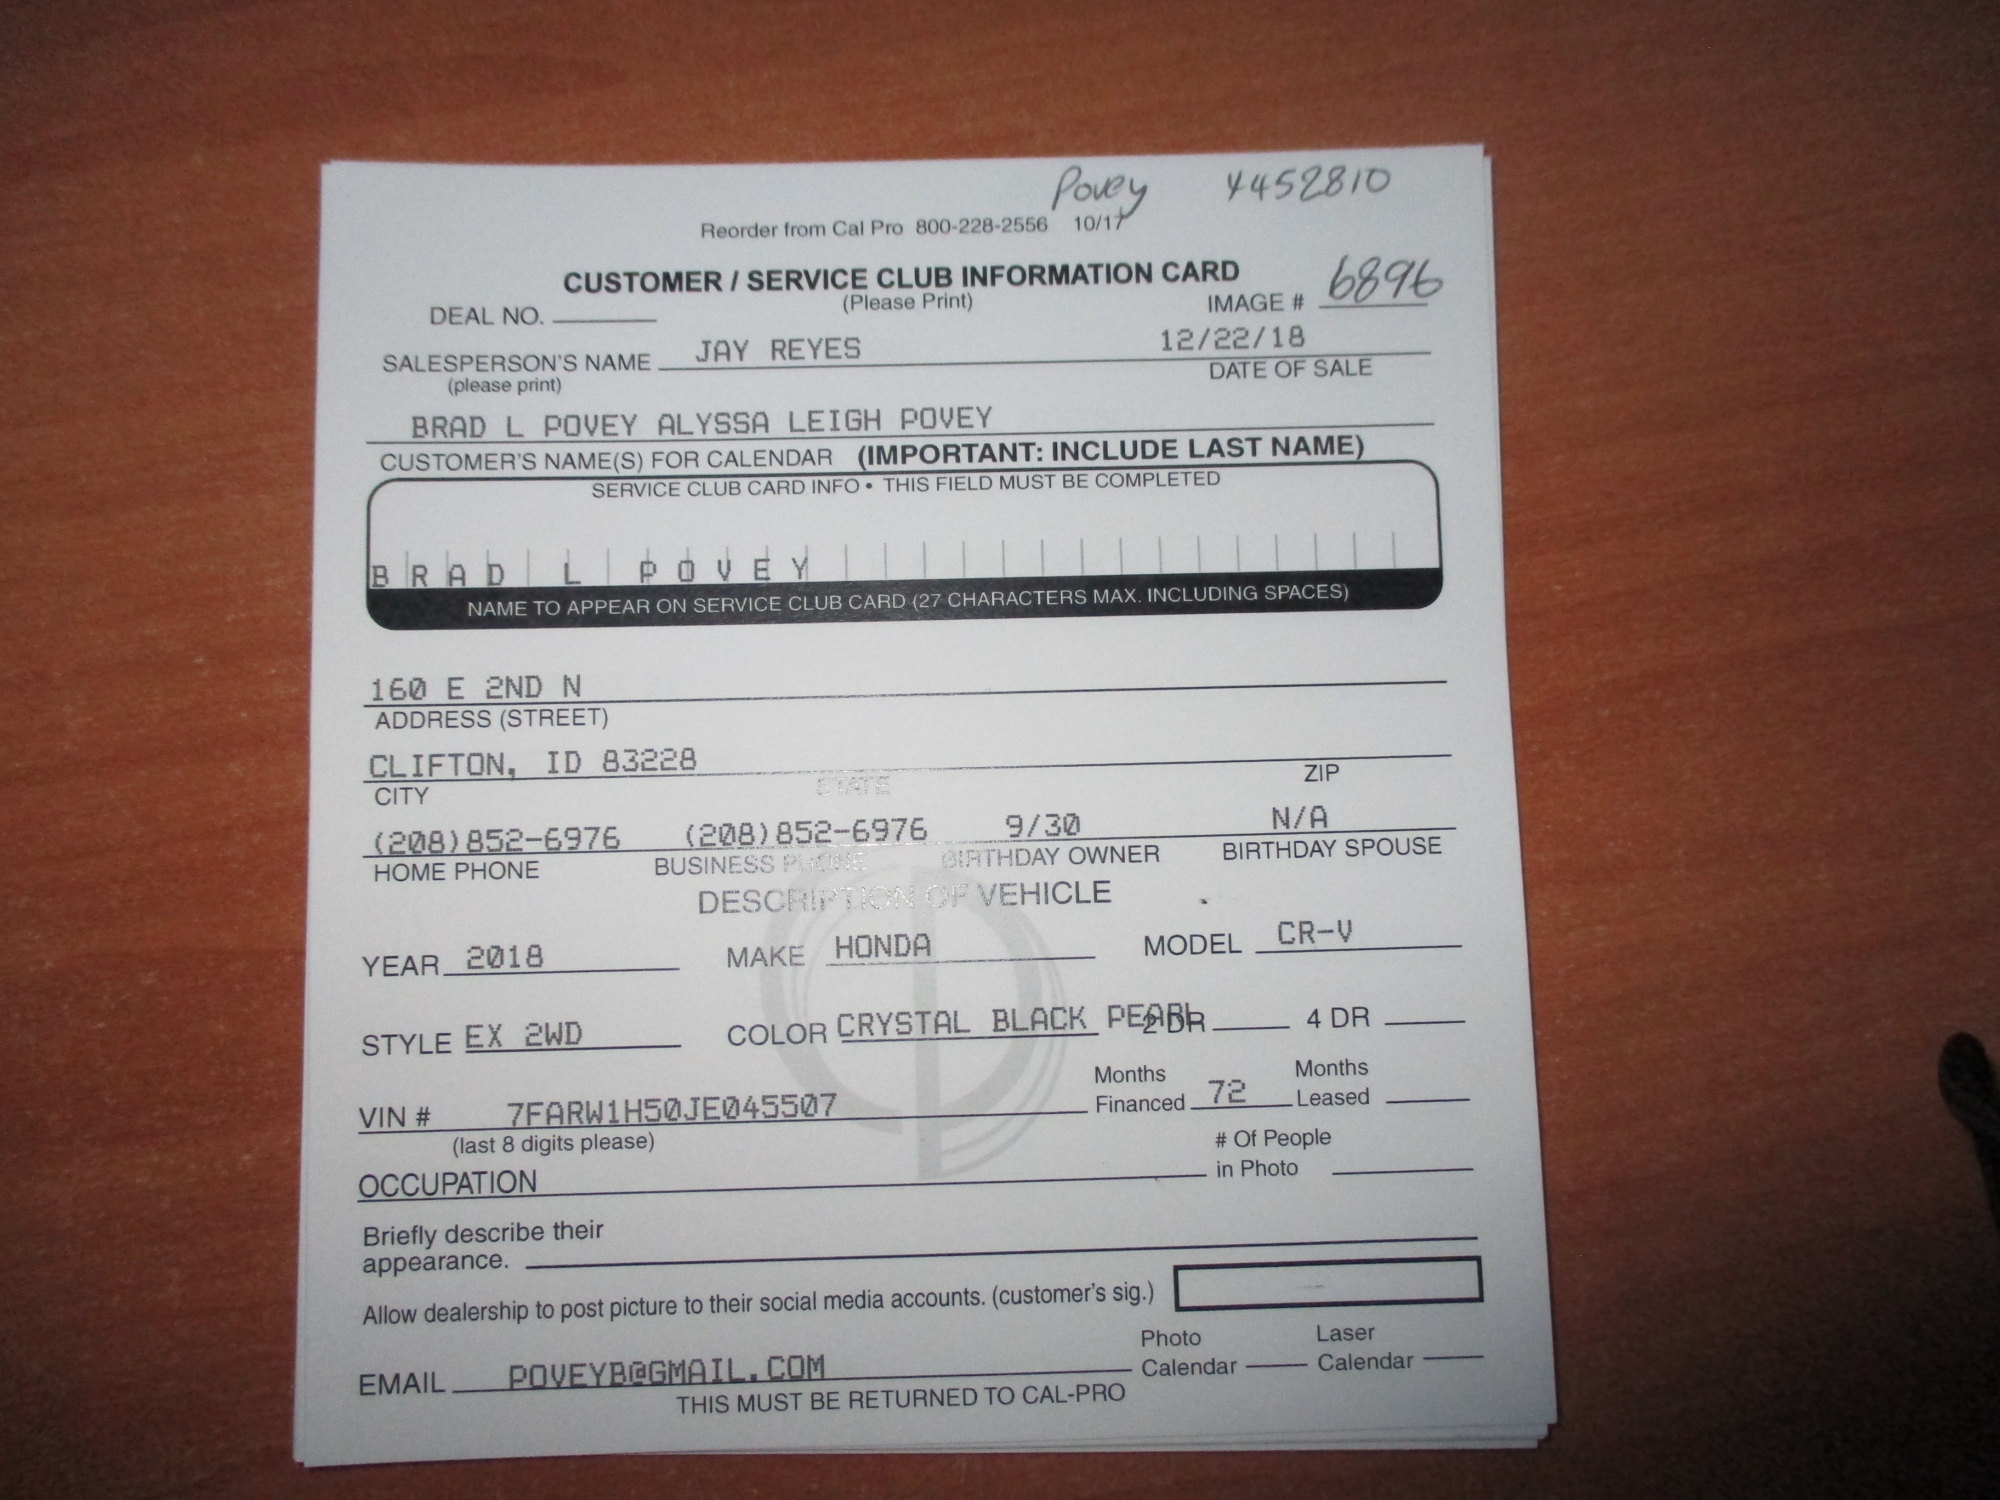 Povey 4452810
Reorder from Cal Pro 800-228-2556 10/17
CUSTOMER / SERVICE CLUB INFORMATION CARD
(Please Print)
DEAL NO. IMAGE # 6896
SALESPERSON'S NAME JAY REYES 12/22/18
(please print) DATE OF SALE
BRAD L POVEY ALYSSA LEIGH POVEY
CUSTOMER'S NAME(S) FOR CALENDAR (IMPORTANT: INCLUDE LAST NAME)
SERVICE CLUB CARD INFO • THIS FIELD MUST BE COMPLETED
BRAD L POVEY
NAME TO APPEAR ON SERVICE CLUB CARD (27 CHARACTERS MAX. INCLUDING SPACES)
160 E 2ND N
ADDRESS (STREET)
CLIFTON, ID 83228
CITY STATE ZIP
(208)852-6976 (208)852-6976 9/30 N/A
HOME PHONE BUSINESS PHONE BIRTHDAY OWNER BIRTHDAY SPOUSE
DESCRIPTION OF VEHICLE
YEAR 2018 MAKE HONDA MODEL CR-V
STYLE EX 2WD COLOR CRYSTAL BLACK PEARL 2 DR 4 DR
VIN # 7FARW1H50JE045507 Months Financed 72 Months Leased
(last 8 digits please)
OCCUPATION # Of People in Photo
Briefly describe their
appearance.
Allow dealership to post picture to their social media accounts. (customer's sig.)
EMAIL POVEYB@GMAIL.COM Photo Calendar Laser Calendar
THIS MUST BE RETURNED TO CAL-PRO